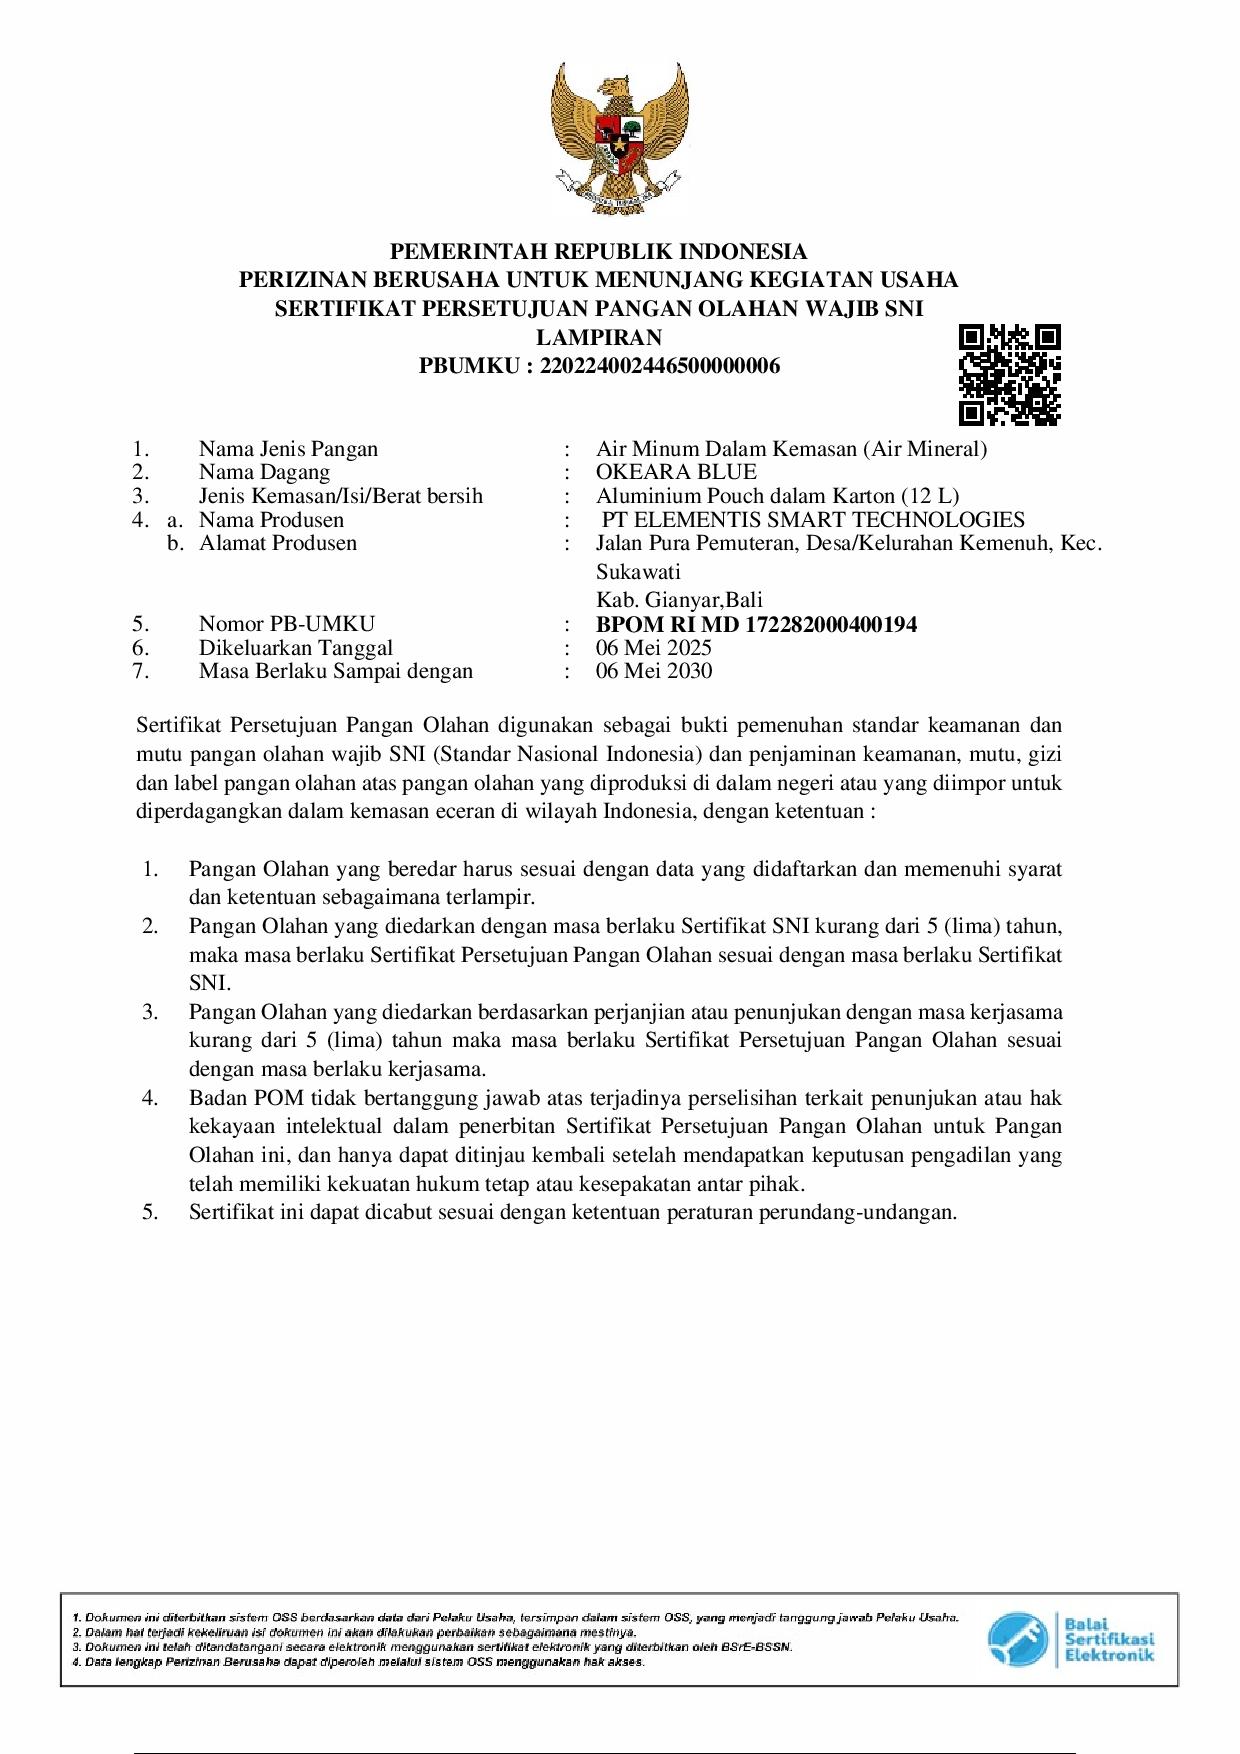 PEMERINTAH REPUBLIK INDONESIA
PERIZINAN BERUSAHA UNTUK MENUNJANG KEGIATAN USAHA
SERTIFIKAT PERSETUJUAN PANGAN OLAHAN WAJIB SNI
LAMPIRAN
PBUMKU : 220224002446500000006
1. Nama Jenis Pangan : Air Minum Dalam Kemasan (Air Mineral)
2. Nama Dagang : OKEARA BLUE
3. Jenis Kemasan/Isi/Berat bersih : Aluminium Pouch dalam Karton (12 L)
4. a. Nama Produsen : PT ELEMENTIS SMART TECHNOLOGIES
b. Alamat Produsen : Jalan Pura Pemuteran, Desa/Kelurahan Kemenuh, Kec.
Sukawati
Kab. Gianyar,Bali
5. Nomor PB-UMKU : BPOM RI MD 172282000400194
6. Dikeluarkan Tanggal : 06 Mei 2025
7. Masa Berlaku Sampai dengan : 06 Mei 2030
Sertifikat Persetujuan Pangan Olahan digunakan sebagai bukti pemenuhan standar keamanan dan
mutu pangan olahan wajib SNI (Standar Nasional Indonesia) dan penjaminan keamanan, mutu, gizi
dan label pangan olahan atas pangan olahan yang diproduksi di dalam negeri atau yang diimpor untuk
diperdagangkan dalam kemasan eceran di wilayah Indonesia, dengan ketentuan :
1. Pangan Olahan yang beredar harus sesuai dengan data yang didaftarkan dan memenuhi syarat
dan ketentuan sebagaimana terlampir.
2. Pangan Olahan yang diedarkan dengan masa berlaku Sertifikat SNI kurang dari 5 (lima) tahun,
maka masa berlaku Sertifikat Persetujuan Pangan Olahan sesuai dengan masa berlaku Sertifikat
SNI.
3. Pangan Olahan yang diedarkan berdasarkan perjanjian atau penunjukan dengan masa kerjasama
kurang dari 5 (lima) tahun maka masa berlaku Sertifikat Persetujuan Pangan Olahan sesuai
dengan masa berlaku kerjasama.
4. Badan POM tidak bertanggung jawab atas terjadinya perselisihan terkait penunjukan atau hak
kekayaan intelektual dalam penerbitan Sertifikat Persetujuan Pangan Olahan untuk Pangan
Olahan ini, dan hanya dapat ditinjau kembali setelah mendapatkan keputusan pengadilan yang
telah memiliki kekuatan hukum tetap atau kesepakatan antar pihak.
5. Sertifikat ini dapat dicabut sesuai dengan ketentuan peraturan perundang-undangan.
1. Dokumen ini diterbitkan sistem OSS berdasarkan data dari Pelaku Usaha, tersimpan dalam sistem OSS, yang menjadi tanggung jawab Pelaku Usaha.
2. Dalam hal terjadi kekeliruan isi dokumen ini akan dilakukan perbaikan sebagaimana mestinya.
3. Dokumen ini telah ditandatangani secara elektronik menggunakan sertifikat elektronik yang diterbitkan oleh BSrE-BSSN.
4. Data lengkap Perizinan Berusaha dapat diperoleh melalui sistem OSS menggunakan hak akses.
Balai
Sertifikasi
Elektronik